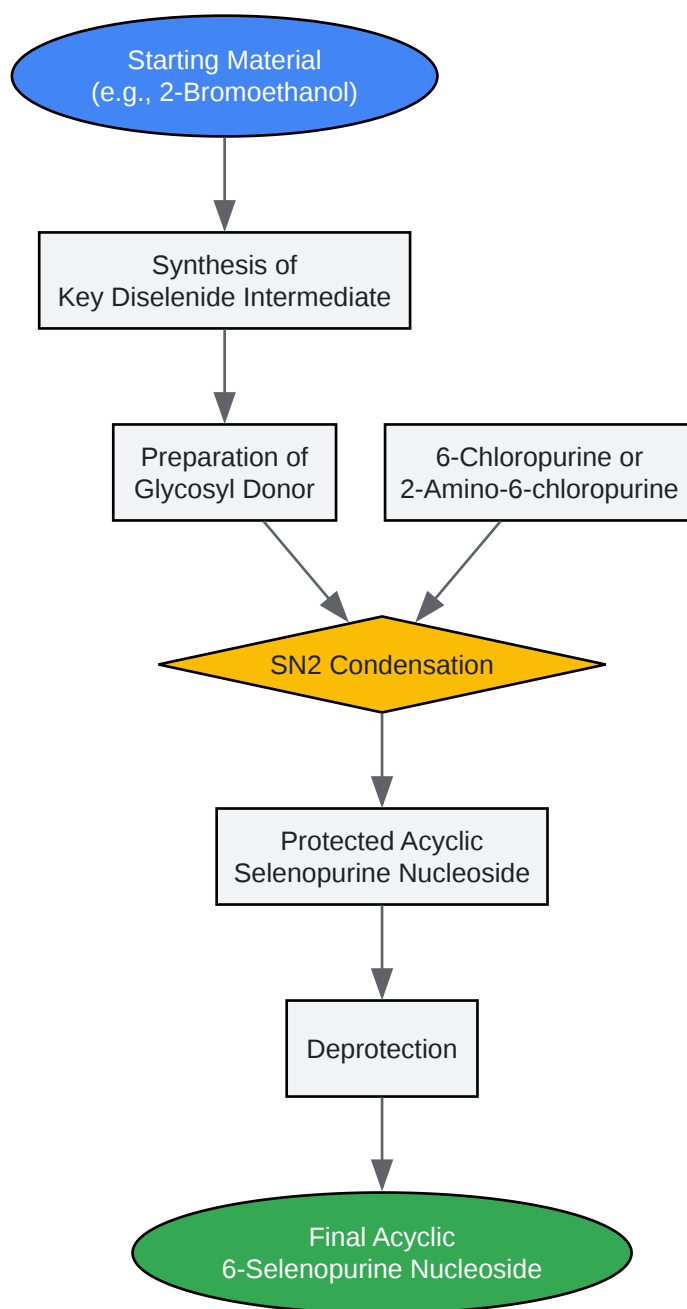 Starting Material
(e.g., 2-Bromoethanol)
Synthesis of
Key Diselenide Intermediate
Preparation of
Glycosyl Donor
6-Chloropurine or
2-Amino-6-chloropurine
SN2 Condensation
Protected Acyclic
Selenopurine Nucleoside
Deprotection
Final Acyclic
6-Selenopurine Nucleoside